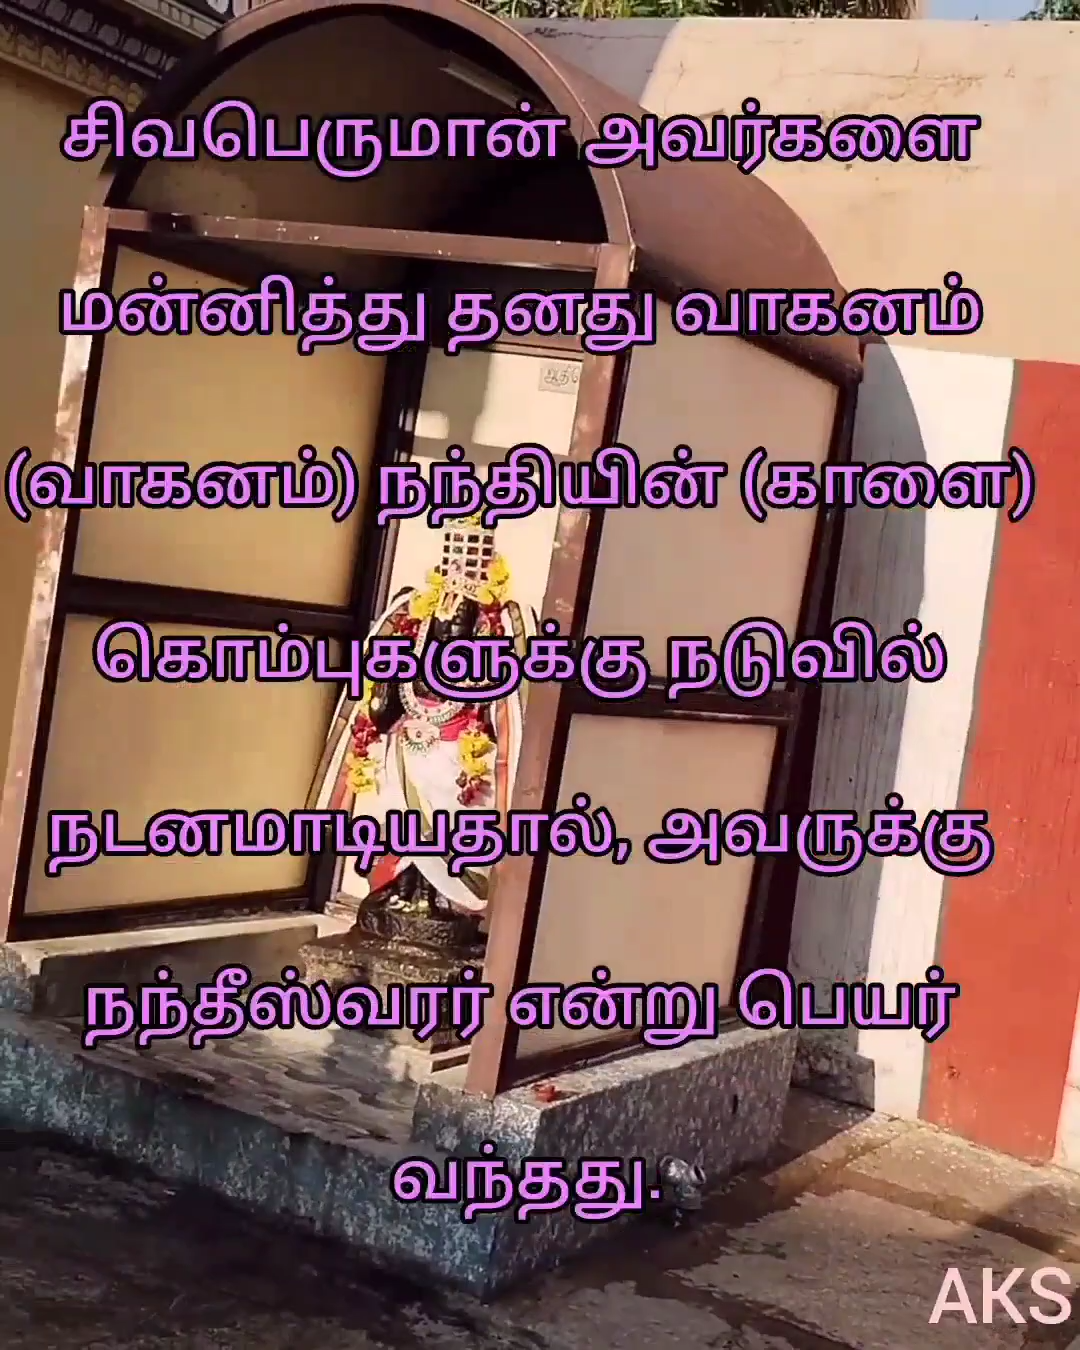 சிவபெருமான் அவர்களை
மன்னித்து தனது வாகனம்
(வாகனம்) நந்தியின் (காளை)
கொம்புகளுக்கு நடுவில்
நடனமாடியதால், அவருக்கு
நந்தீஸ்வரர் என்று பெயர்
வந்தது.
AKS